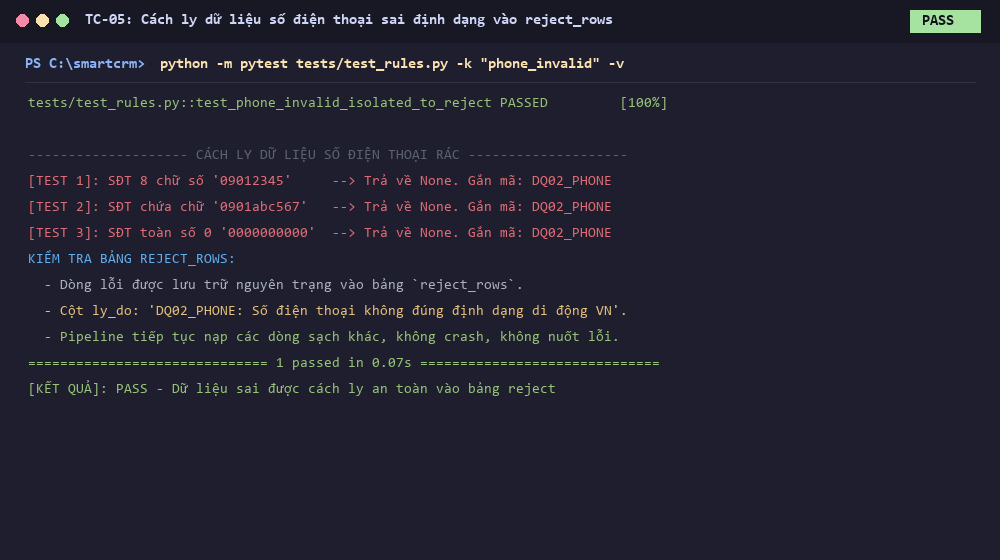 TC-05: Cách ly dữ liệu số điện thoại sai định dạng vào reject_rows
PASS
PS C:\smartcrm> python -m pytest tests/test_rules.py -k "phone_invalid" -v
tests/test_rules.py::test_phone_invalid_isolated_to_reject PASSED [100%]
-------------------- CÁCH LY DỮ LIỆU SỐ ĐIỆN THOẠI RÁC --------------------
[TEST 1]: SĐT 8 chữ số '09012345' --> Trả về None. Gắn mã: DQ02_PHONE
[TEST 2]: SĐT chứa chữ '0901abc567' --> Trả về None. Gắn mã: DQ02_PHONE
[TEST 3]: SĐT toàn số 0 '0000000000' --> Trả về None. Gắn mã: DQ02_PHONE
KIỂM TRA BẢNG REJECT_ROWS:
- Dòng lỗi được lưu trữ nguyên trạng vào bảng `reject_rows`.
- Cột ly_do: 'DQ02_PHONE: Số điện thoại không đúng định dạng di động VN'.
- Pipeline tiếp tục nạp các dòng sạch khác, không crash, không nuốt lỗi.
============================== 1 passed in 0.07s ==============================
[KẾT QUẢ]: PASS - Dữ liệu sai được cách ly an toàn vào bảng reject